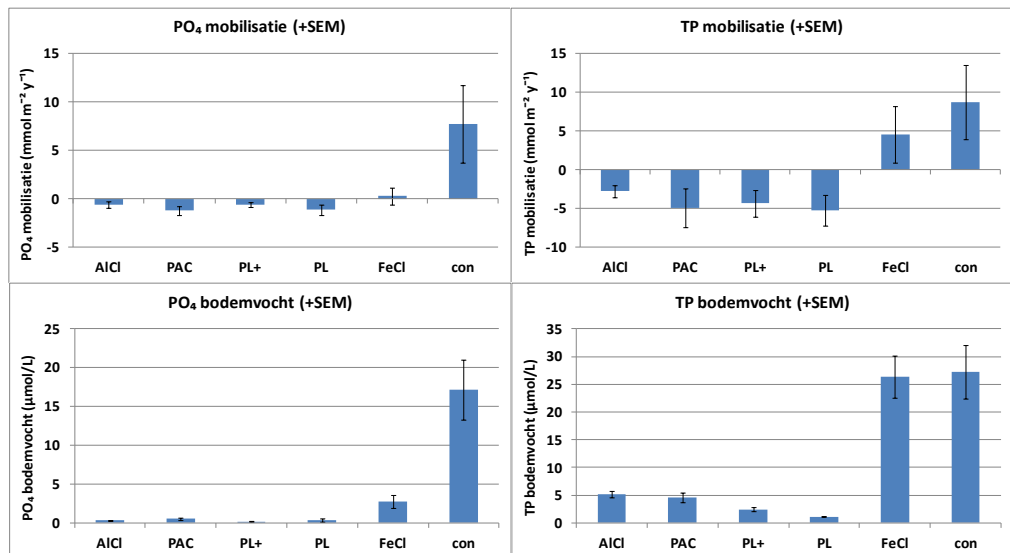 PO₄ mobilisatie (+SEM)
PO₄ mobilisatie (mmol m⁻² y⁻¹)
15
10
5
0
-5
AlCl PAC PL+ PL FeCl con
TP mobilisatie (+SEM)
TP mobilisatie (mmol m⁻² y⁻¹)
15
10
5
0
-5
-10
AlCl PAC PL+ PL FeCl con
PO₄ bodemvocht (+SEM)
PO₄ bodemvocht (µmol/L)
25
20
15
10
5
0
AlCl PAC PL+ PL FeCl con
TP bodemvocht (+SEM)
TP bodemvocht (µmol/L)
35
30
25
20
15
10
5
0
AlCl PAC PL+ PL FeCl con